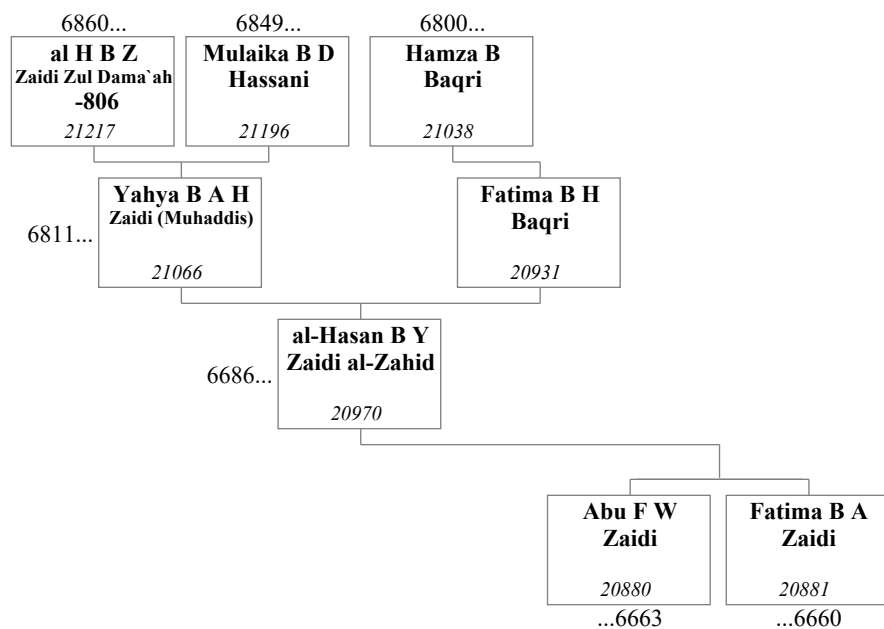 6860...
6849...
6800...
al H B Z
Zaidi Zul Dama`ah
-806
21217
Mulaika B D
Hassani
21196
Hamza B
Baqri
21038
6811...
Yahya B A H
Zaidi (Muhaddis)
21066
Fatima B H
Baqri
20931
6686...
al-Hasan B Y
Zaidi al-Zahid
20970
Abu F W
Zaidi
20880
Fatima B A
Zaidi
20881
...6663
...6660